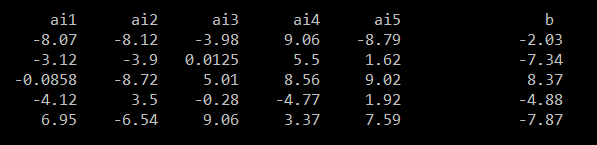 ai1 ai2 ai3 ai4 ai5 b
-8.07 -8.12 -3.98 9.06 -8.79 -2.03
-3.12 -3.9 0.0125 5.5 1.62 -7.34
-0.0858 -8.72 5.01 8.56 9.02 8.37
-4.12 3.5 -0.28 -4.77 1.92 -4.88
6.95 -6.54 9.06 3.37 7.59 -7.87